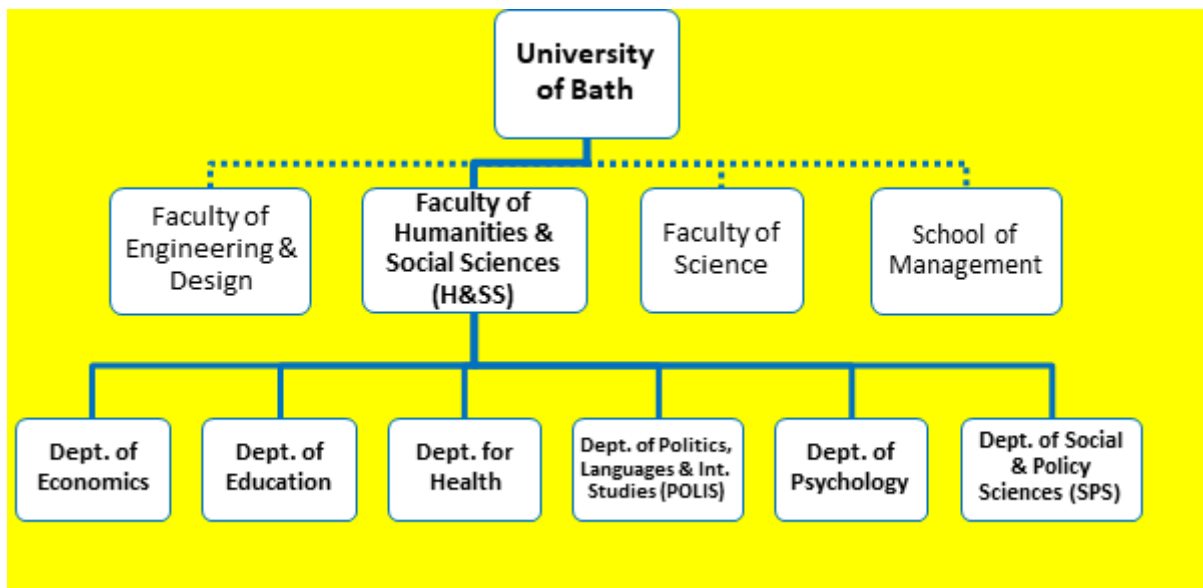 University
of Bath
Faculty of
Engineering &
Design
Faculty of
Humanities &
Social Sciences
(H&SS)
Faculty of
Science
School of
Management
Dept. of
Economics
Dept. of
Education
Dept. for
Health
Dept. of Politics,
Languages & Int.
Studies (POLIS)
Dept. of
Psychology
Dept. of Social
& Policy
Sciences (SPS)